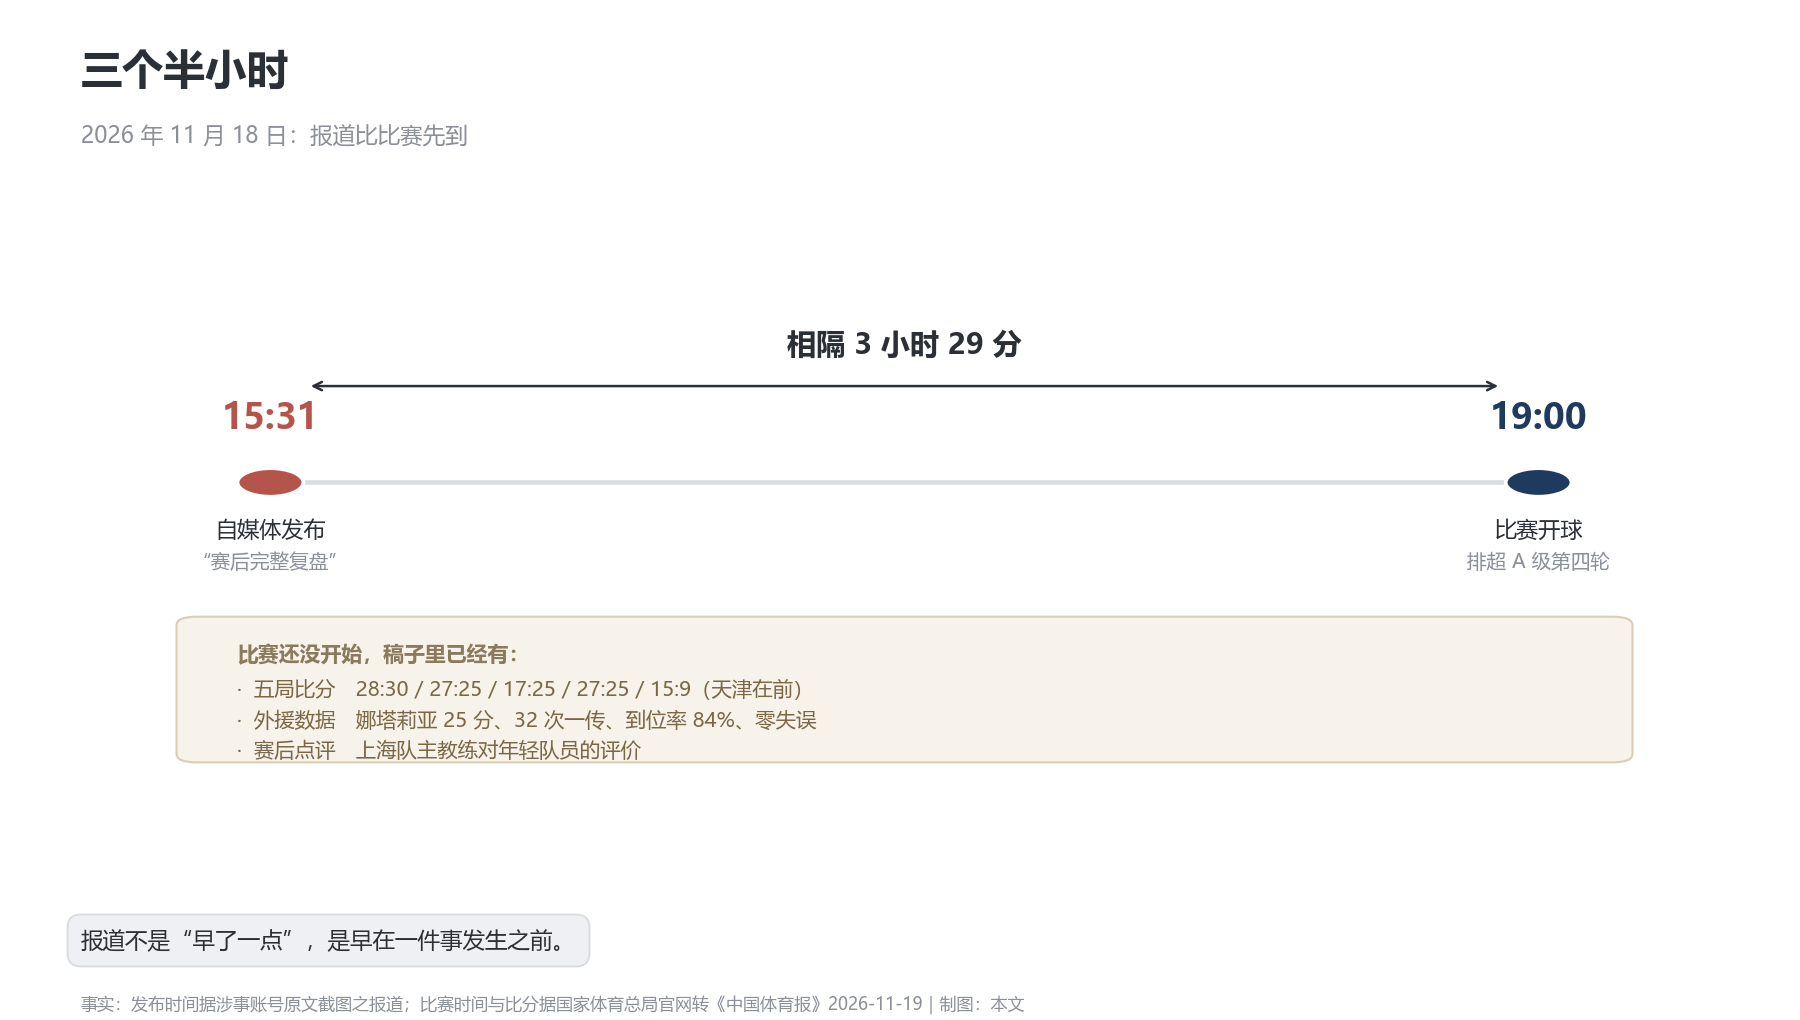 三个半小时
2026 年 11 月 18 日：报道比比赛先到
相隔 3 小时 29 分
15:31
19:00
自媒体发布
比赛开球
“赛后完整复盘”
排超 A 级第四轮
比赛还没开始，稿子里已经有：
· 五局比分 28:30 / 27:25 / 17:25 / 27:25 / 15:9（天津在前）
· 外援数据 娜塔莉亚 25 分、32 次一传、到位率 84%、零失误
· 赛后点评 上海队主教练对年轻队员的评价
报道不是“早了一点”，是早在一件事发生之前。
事实：发布时间据涉事账号原文截图之报道；比赛时间与比分据国家体育总局官网转《中国体育报》2026-11-19 | 制图：本文